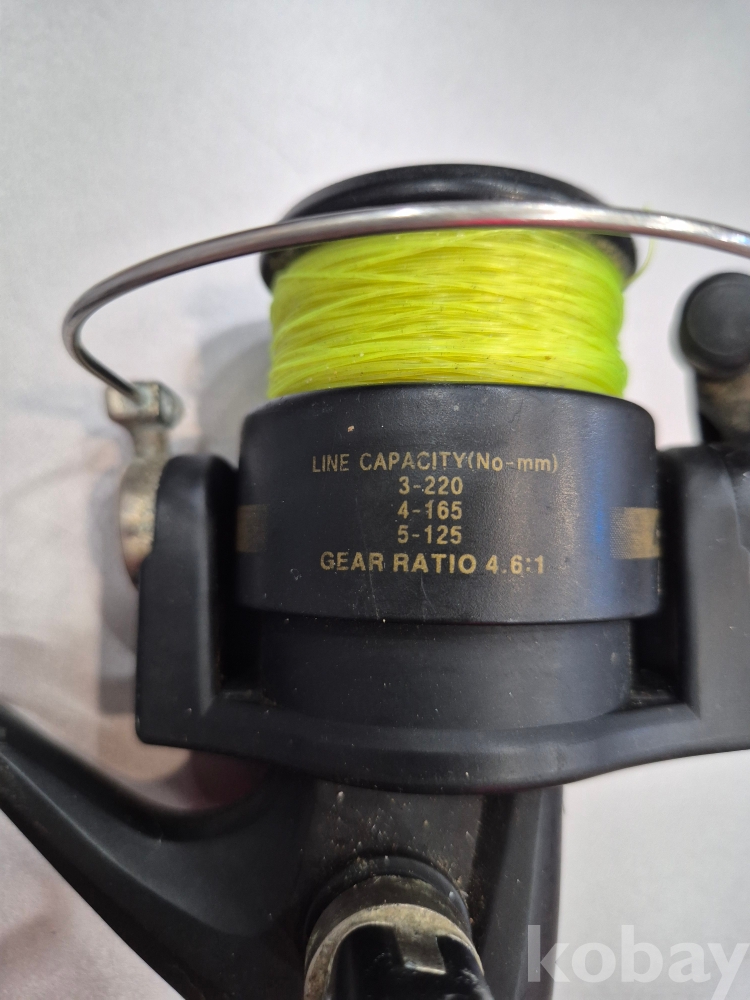 LINE CAPACITY(No-mm)
3-220
4-165
5-125
GEAR RATIO 4.6:1
kobay